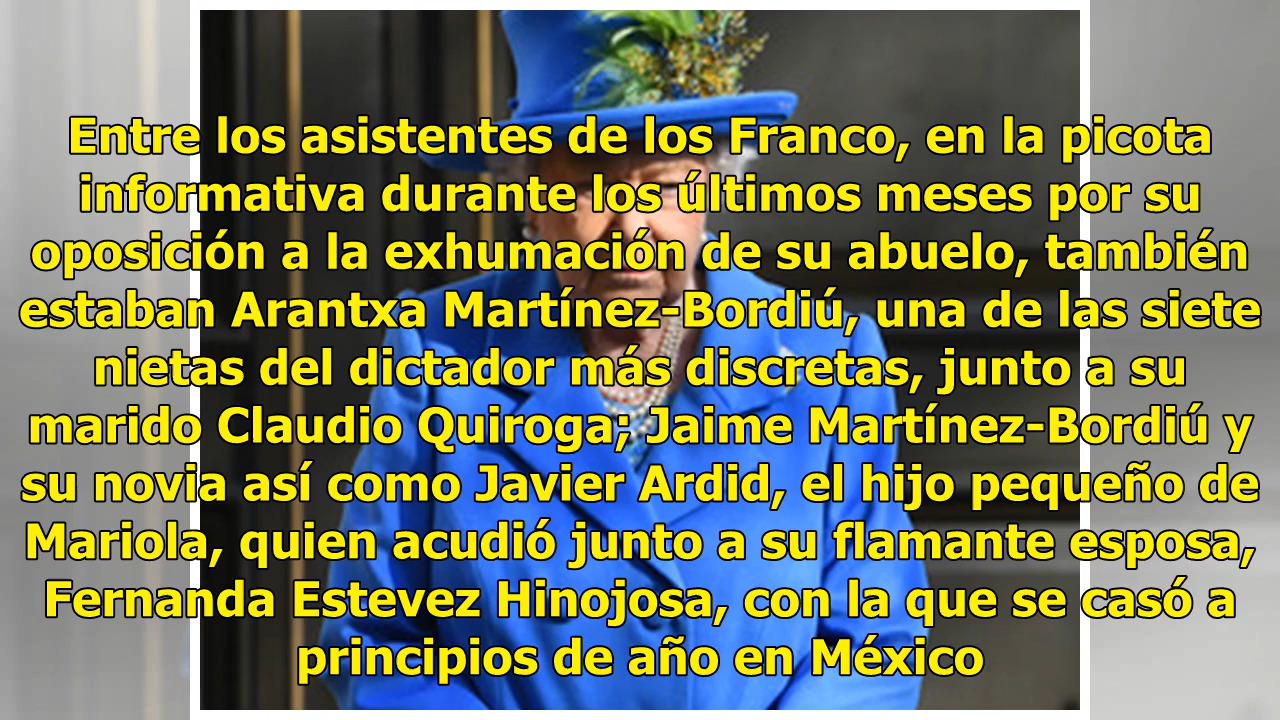 Entre los asistentes de los Franco, en la picota
informativa durante los últimos meses por su
oposición a la exhumación de su abuelo, también
estaban Arantxa Martínez-Bordiú, una de las siete
nietas del dictador más discretas, junto a su
marido Claudio Quiroga; Jaime Martínez-Bordiú y
su novia así como Javier Ardid, el hijo pequeño de
Mariola, quien acudió junto a su flamante esposa,
Fernanda Estevez Hinojosa, con la que se casó a
principios de año en México